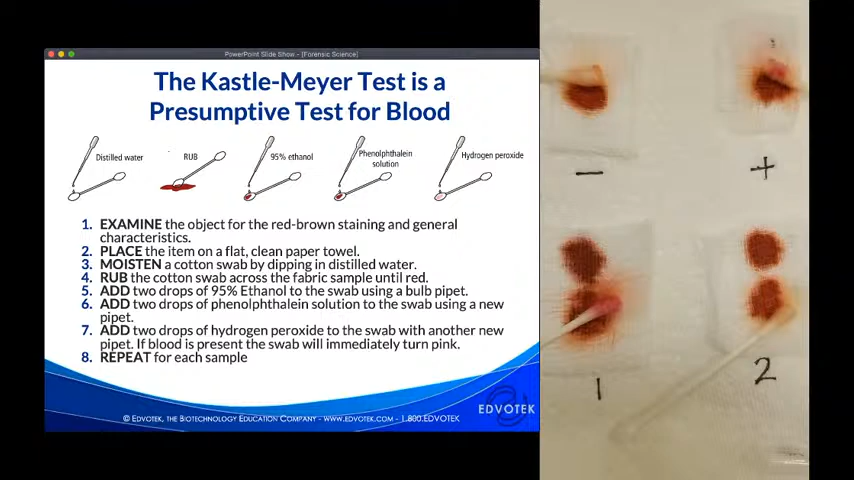 PowerPoint Slide Show - [Forensic Science]
The Kastle-Meyer Test is a
Presumptive Test for Blood
Distilled water
RUB
95% ethanol
Phenolphthalein
solution
Hydrogen peroxide
1. EXAMINE the object for the red-brown staining and general
characteristics.
2. PLACE the item on a flat, clean paper towel.
3. MOISTEN a cotton swab by dipping in distilled water.
4. RUB the cotton swab across the fabric sample until red.
5. ADD two drops of 95% Ethanol to the swab using a bulb pipet.
6. ADD two drops of phenolphthalein solution to the swab using a new
pipet.
7. ADD two drops of hydrogen peroxide to the swab with another new
pipet. If blood is present the swab will immediately turn pink.
8. REPEAT for each sample
© EDVOTEK, THE BIOTECHNOLOGY EDUCATION COMPANY - WWW.EDVOTEK.COM - 1.800.EDVOTEK
EDVOTEK
- +
1 2